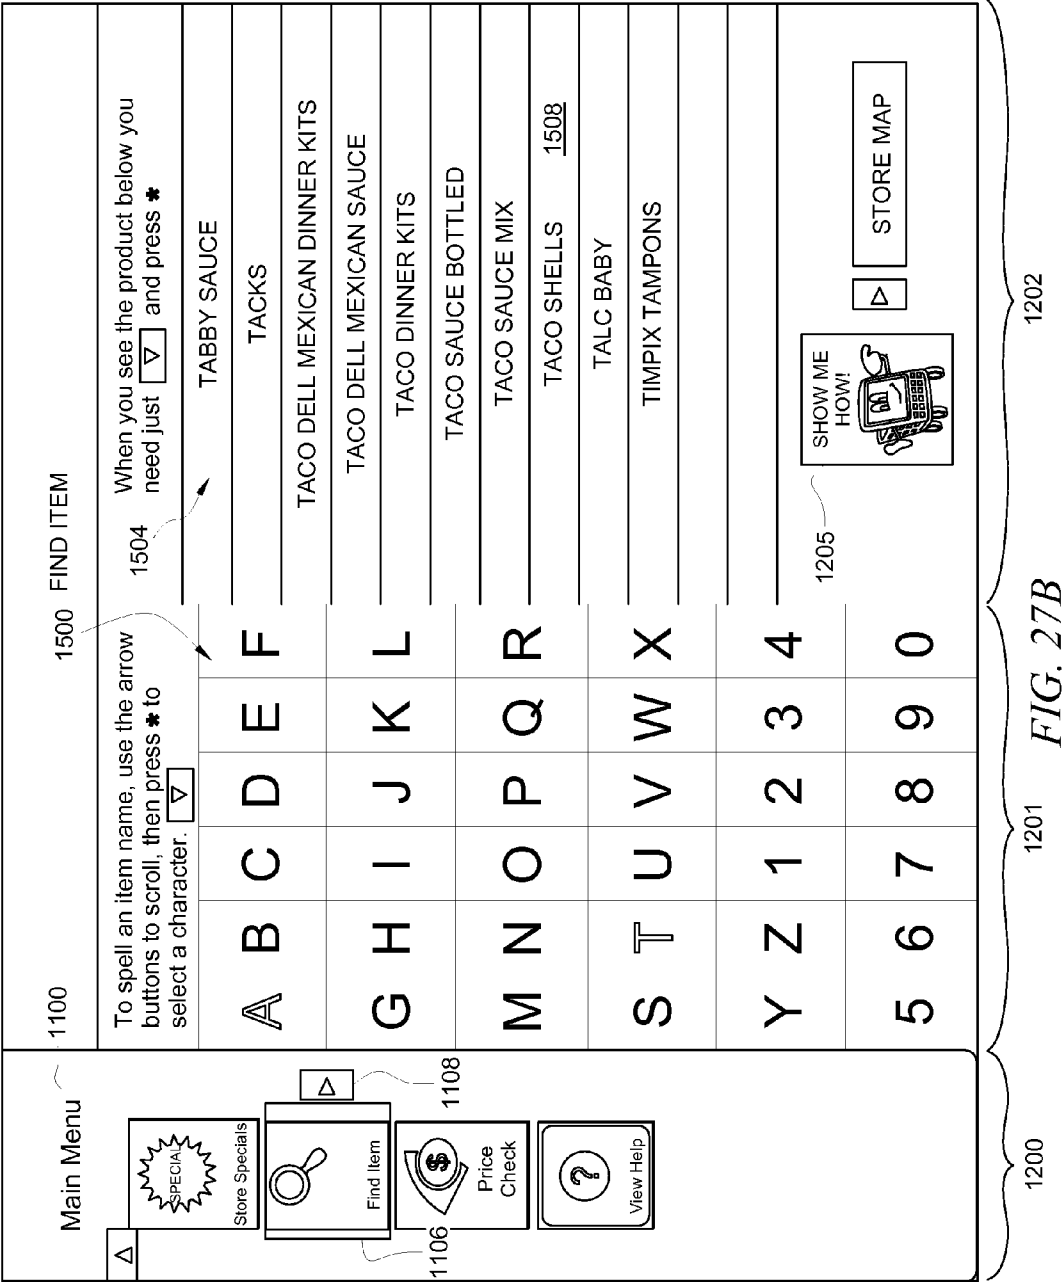 1100
1500
FIND ITEM
Main Menu
SPECIAL
Store Specials
Find Item
1106
1108
$
Price
Check
?
View Help
To spell an item name, use the arrow
buttons to scroll, then press * to
select a character.
A B C D E F
G H I J K L
M N O P Q R
S T U V W X
Y Z 1 2 3 4
5 6 7 8 9 0
1504
When you see the product below you
need just and press *
TABBY SAUCE
TACKS
TACO DELL MEXICAN DINNER KITS
TACO DELL MEXICAN SAUCE
TACO DINNER KITS
TACO SAUCE BOTTLED
TACO SAUCE MIX
TACO SHELLS
1508
TALC BABY
TIMPIX TAMPONS
1205
SHOW ME
HOW!
STORE MAP
1200
1201
1202
FIG. 27B